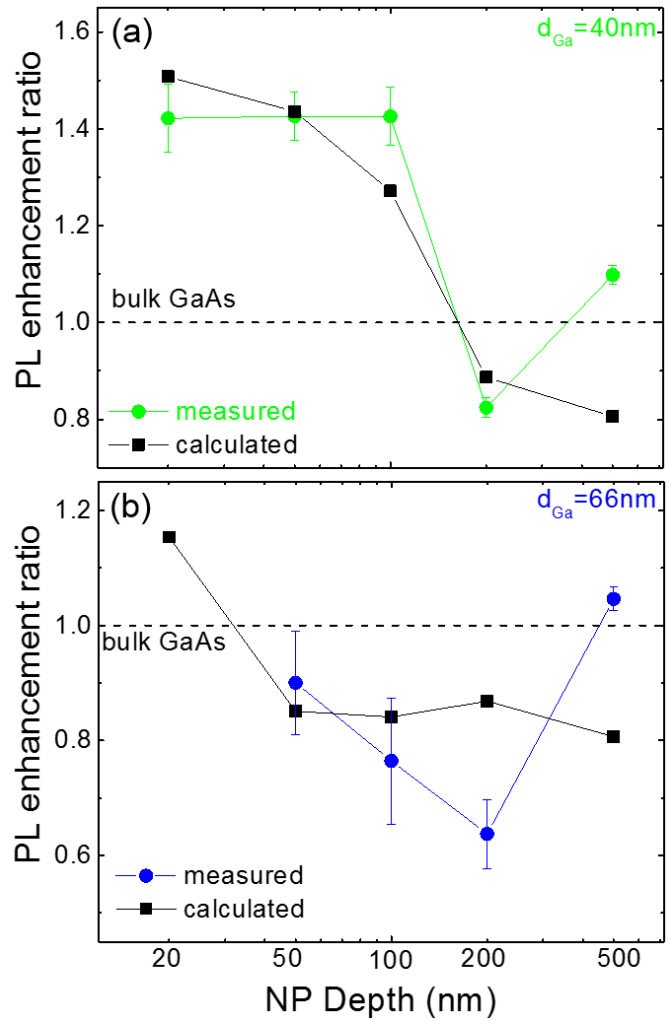 (a)
d_Ga=40nm
1.6
1.4
1.2
1.0
0.8
PL enhancement ratio
bulk GaAs
measured
calculated
(b)
d_Ga=66nm
1.2
1.0
0.8
0.6
PL enhancement ratio
bulk GaAs
measured
calculated
20 50 100 200 500
NP Depth (nm)